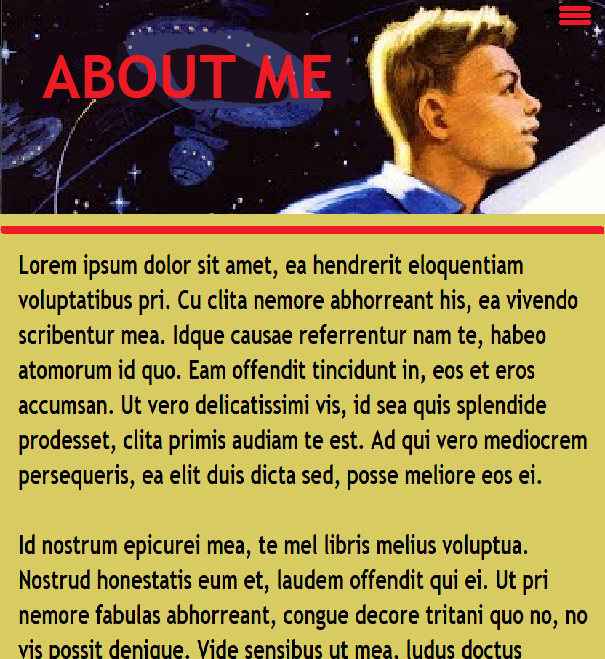 ABOUT ME
Lorem ipsum dolor sit amet, ea hendrerit eloquentiam
voluptatibus pri. Cu clita nemore abhorreant his, ea vivendo
scribentur mea. Idque causae referrentur nam te, habeo
atomorum id quo. Eam offendit tincidunt in, eos et eros
accumsan. Ut vero delicatissimi vis, id sea quis splendide
prodesset, clita primis audiam te est. Ad qui vero mediocrem
persequeris, ea elit duis dicta sed, posse meliore eos ei.
Id nostrum epicurei mea, te mel libris melius voluptua.
Nostrud honestatis eum et, laudem offendit qui ei. Ut pri
nemore fabulas abhorreant, congue decore tritani quo no, no
vis possit denique. Vide sensibus ut mea, ludus doctus